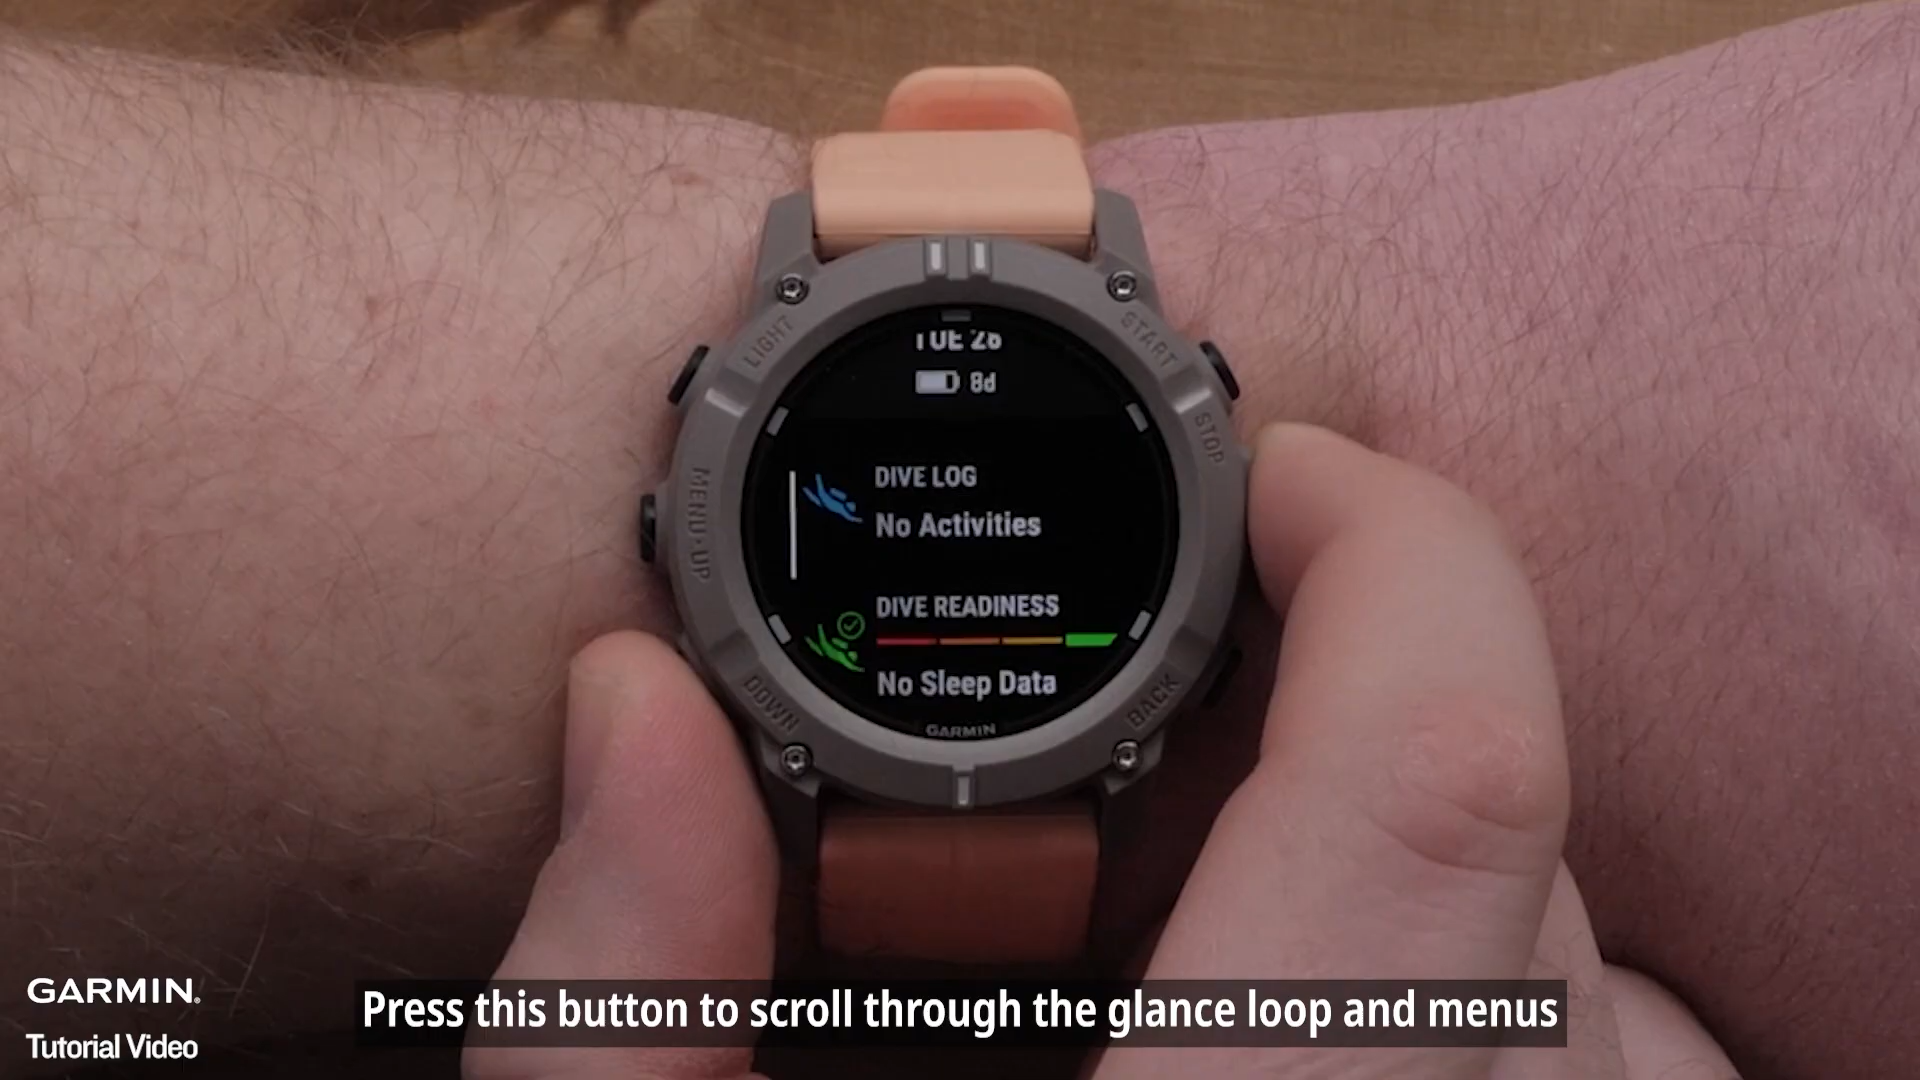 LIGHT
START
STOP
MENU·UP
DOWN
BACK
TUE 26
8d
DIVE LOG
No Activities
DIVE READINESS
No Sleep Data
GARMIN
GARMIN.
Tutorial Video
Press this button to scroll through the glance loop and menus